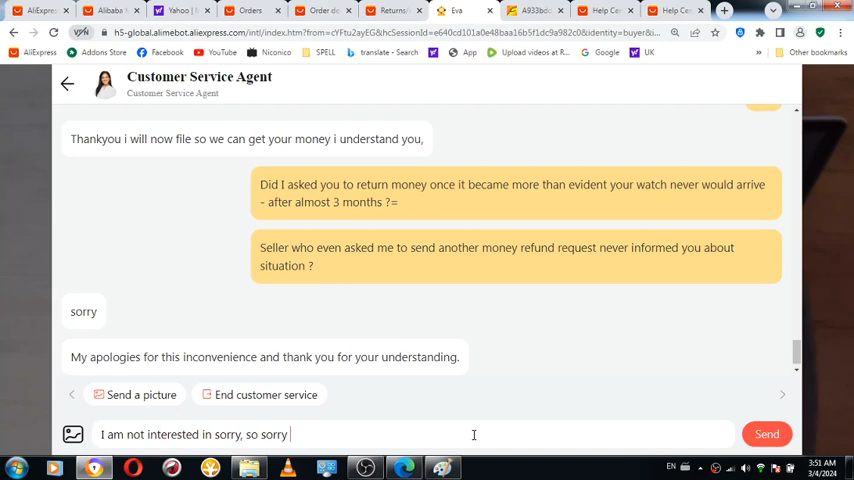 AliExpres
Alibaba
Yahoo |
Orders
Order de
Returns/
Eva
A933bdc
Help Cen
Help Cen
VPN
h5-global.alimebot.aliexpress.com/intl/index.htm?from=cYFtu2ayEG&hcSessionId=e640cd101a0e48baa16b5f1dc9a982c0&identity=buyer&i...
AliExpress
Addons Store
Facebook
YouTube
Niconico
SPELL
translate - Search
App
Upload videos at R...
Google
UK
»
Other bookmarks
Customer Service Agent
Customer Service Agent
Thankyou i will now file so we can get your money i understand you,
Did I asked you to return money once it became more than evident your watch never would arrive
- after almost 3 months ?=
Seller who even asked me to send another money refund request never informed you about
situation ?
sorry
My apologies for this inconvenience and thank you for your understanding.
Send a picture
End customer service
I am not interested in sorry, so sorry
Send
EN
3:51 AM
3/4/2024